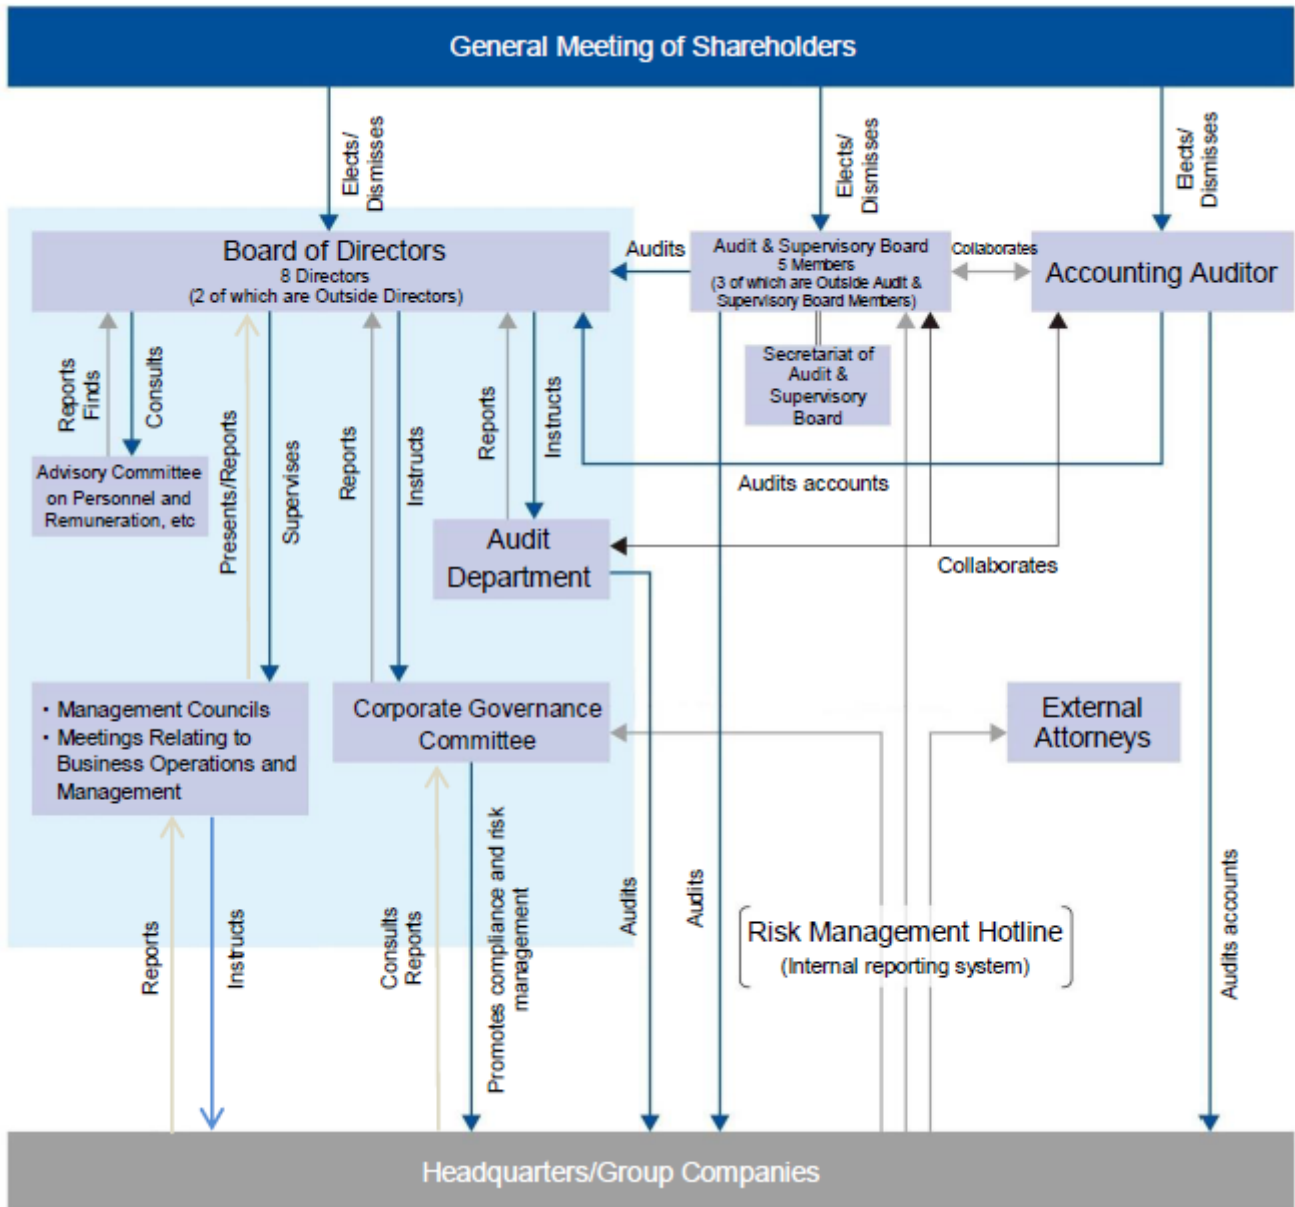 General Meeting of Shareholders
Elects/
Dismisses
Elects/
Dismisses
Elects/
Dismisses
Board of Directors
8 Directors
(2 of which are Outside Directors)
Audits
Audit & Supervisory Board
5 Members
(3 of which are Outside Audit &
Supervisory Board Members)
Collaborates
Accounting Auditor
Secretariat of
Audit &
Supervisory
Board
Reports
Finds
Consults
Presents/Reports
Supervises
Reports
Instructs
Reports
Instructs
Advisory Committee
on Personnel and
Remuneration, etc
Audits accounts
Audit
Department
Collaborates
・Management Councils
・Meetings Relating to
Business Operations and
Management
Corporate Governance
Committee
External
Attorneys
Reports
Instructs
Consults
Reports
Promotes compliance and risk
management
Audits
Audits
Risk Management Hotline
(Internal reporting system)
Audits accounts
Headquarters/Group Companies